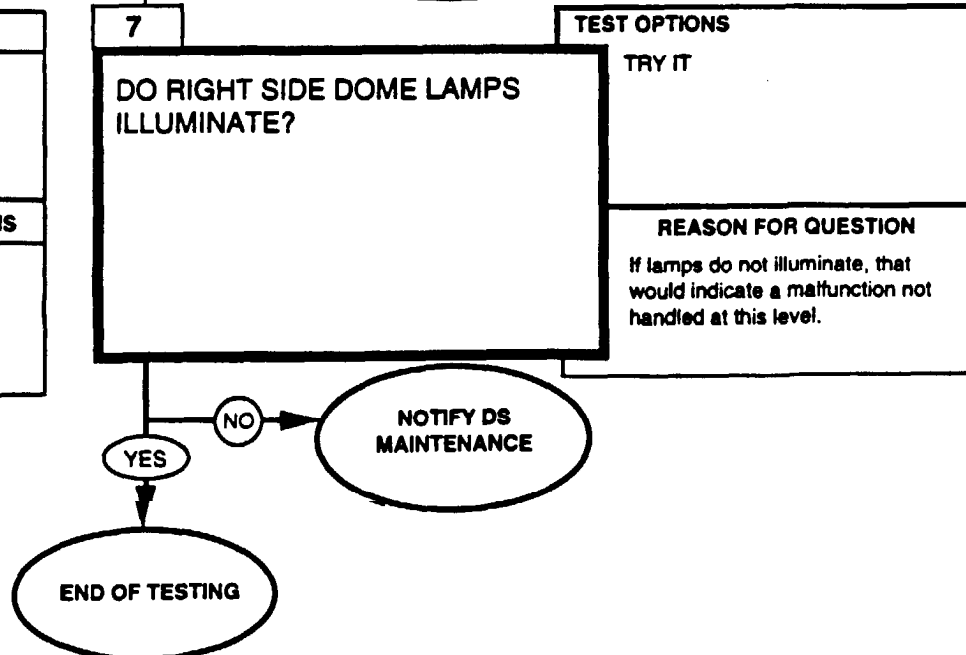 7
DO RIGHT SIDE DOME LAMPS
ILLUMINATE?
TEST OPTIONS
TRY IT
REASON FOR QUESTION
If lamps do not illuminate, that
would indicate a malfunction not
handled at this level.
NO
NOTIFY DS
MAINTENANCE
YES
END OF TESTING